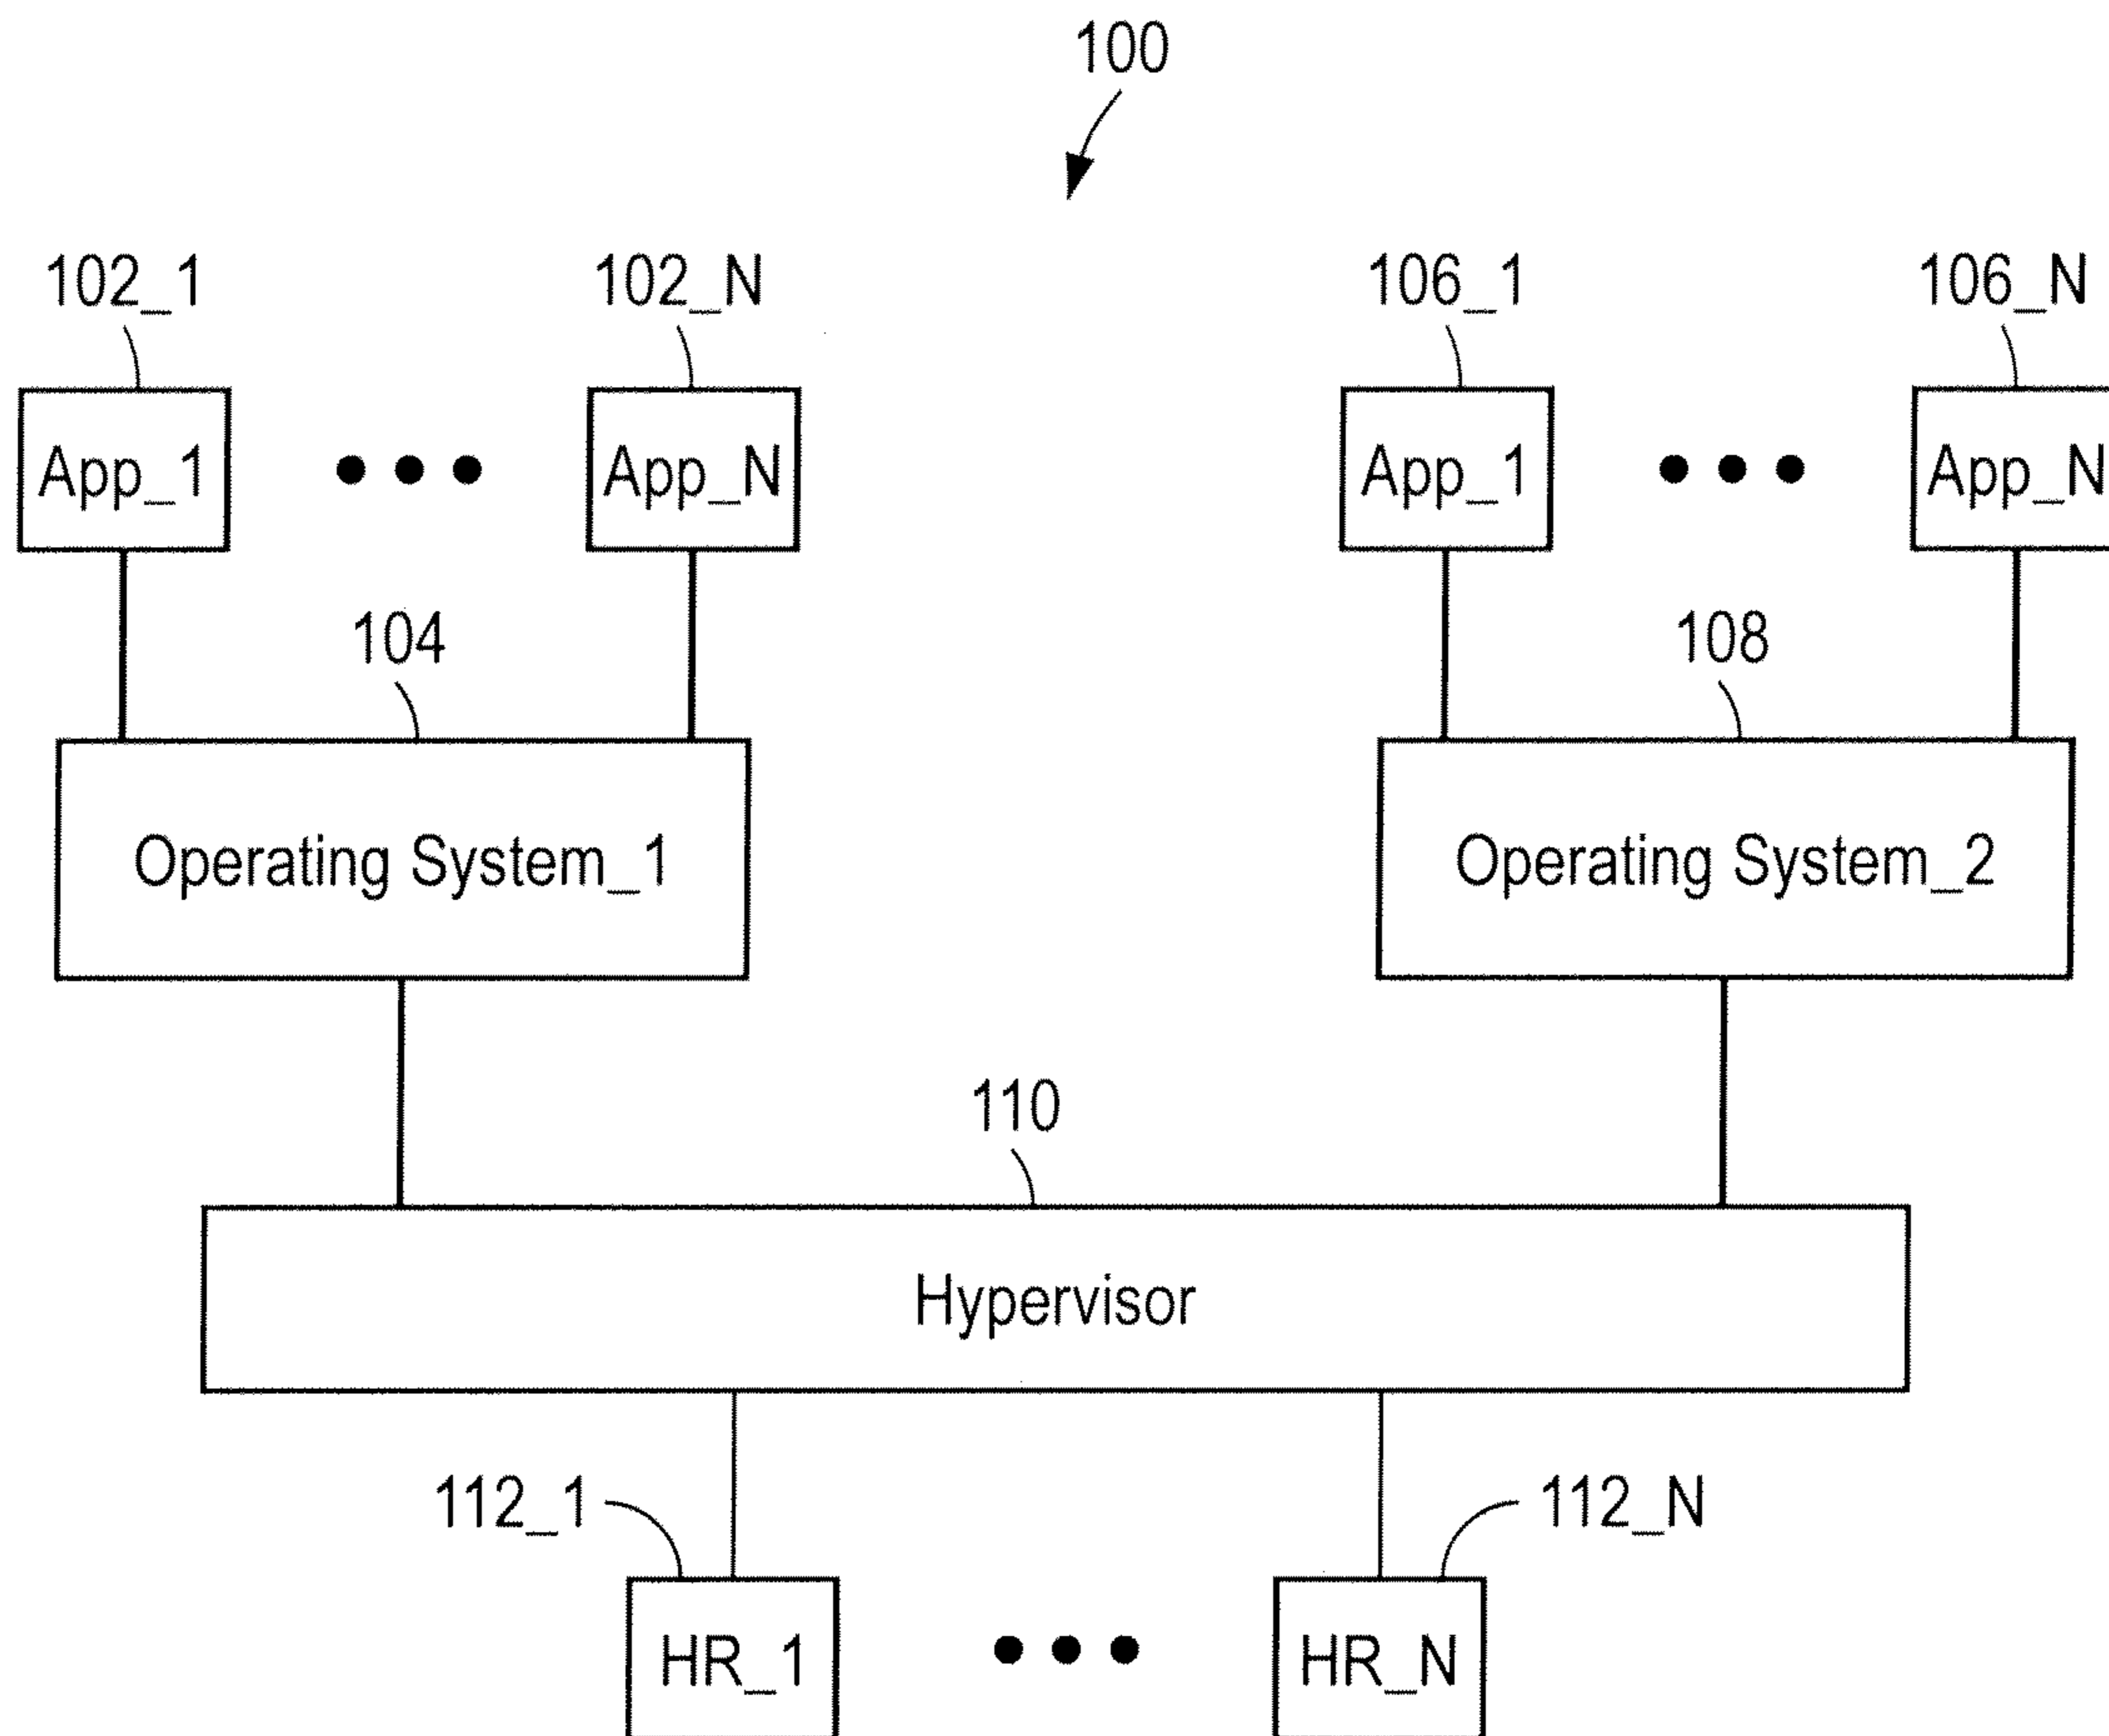 100
102_1 102_N 106_1 106_N
App_1 App_N App_1 App_N
104 108
Operating System_1 Operating System_2
110
Hypervisor
112_1 112_N
HR_1 HR_N